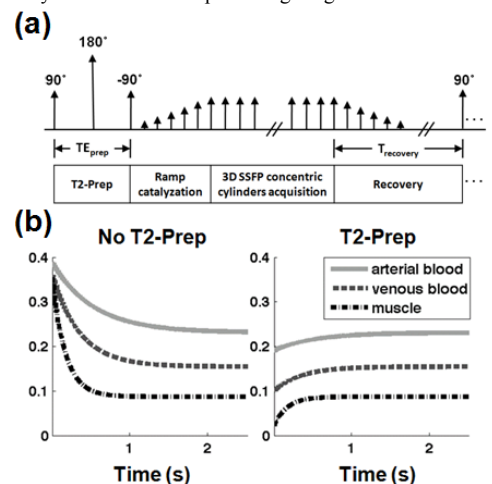 (a)
180˚
90˚ -90˚ 90˚
...
TEprep Trecovery
T2-Prep Ramp catalyzation 3D SSFP concentric cylinders acquisition Recovery ...
(b)
No T2-Prep T2-Prep
arterial blood
venous blood
muscle
0.4 0.4
0.3 0.3
0.2 0.2
0.1 0.1
0 0
1 2 1 2
Time (s) Time (s)